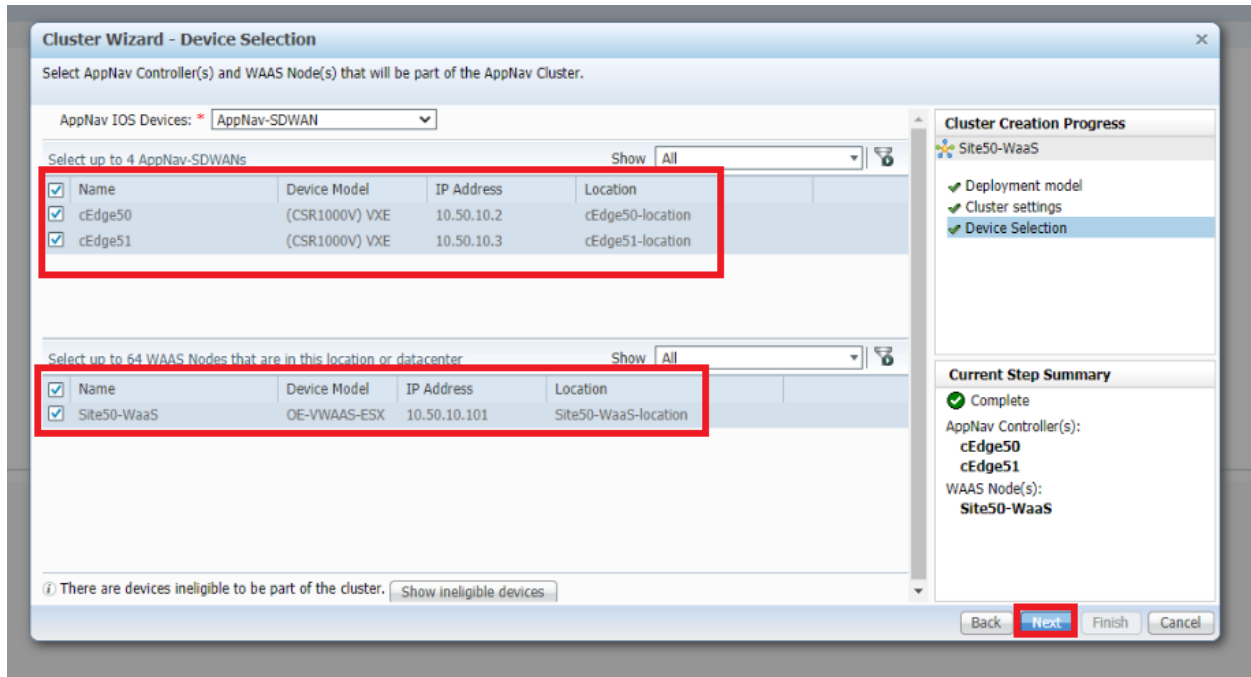 Cluster Wizard - Device Selection
Select AppNav Controller(s) and WAAS Node(s) that will be part of the AppNav Cluster.
AppNav IOS Devices: * AppNav-SDWAN
Select up to 4 AppNav-SDWANs Show All
Name Device Model IP Address Location
cEdge50 (CSR1000V) VXE 10.50.10.2 cEdge50-location
cEdge51 (CSR1000V) VXE 10.50.10.3 cEdge51-location
Select up to 64 WAAS Nodes that are in this location or datacenter Show All
Name Device Model IP Address Location
Site50-WaaS OE-VWAAS-ESX 10.50.10.101 Site50-WaaS-location
There are devices ineligible to be part of the cluster. Show ineligible devices
Cluster Creation Progress
Site50-WaaS
Deployment model
Cluster settings
Device Selection
Current Step Summary
Complete
AppNav Controller(s):
cEdge50
cEdge51
WAAS Node(s):
Site50-WaaS
Back Next Finish Cancel